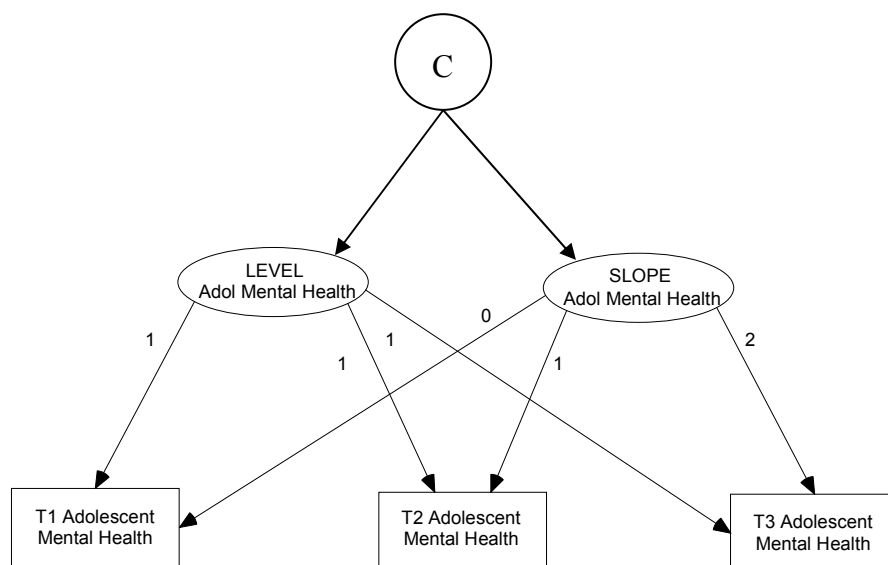 C
LEVEL
Adol Mental Health
SLOPE
Adol Mental Health
1
1
1
0
1
2
T1 Adolescent
Mental Health
T2 Adolescent
Mental Health
T3 Adolescent
Mental Health